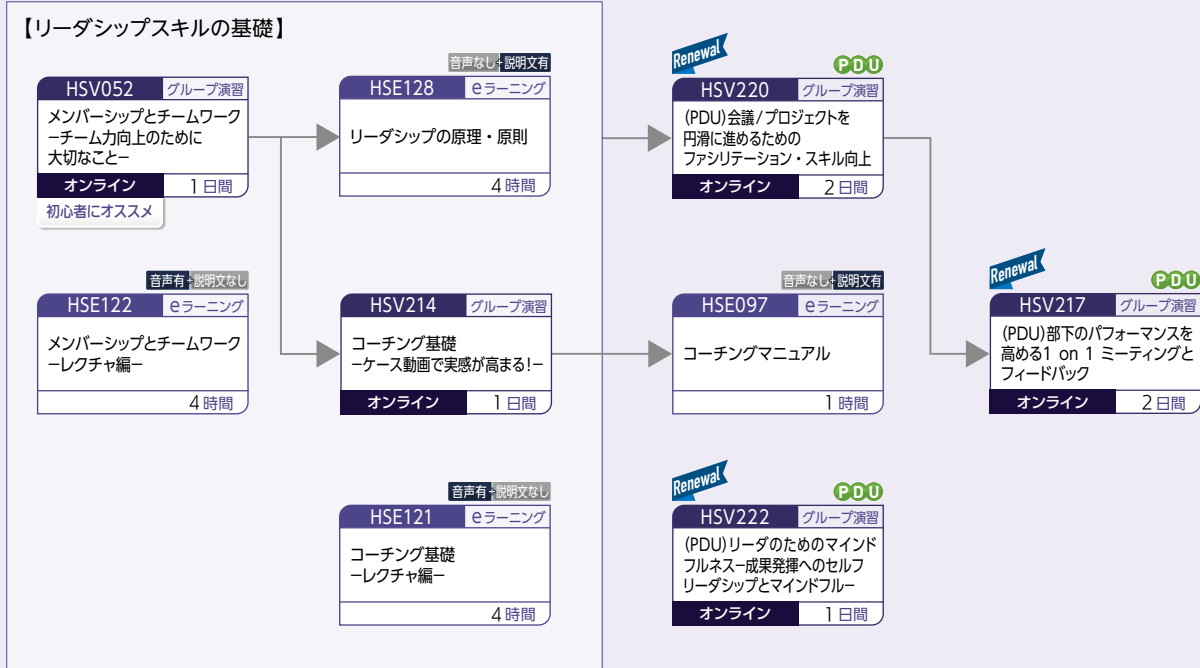 【リーダシップスキルの基礎】
HSV052 グループ演習
メンバーシップとチームワーク
−チーム力向上のために
大切なこと−
オンライン 1日間
初心者にオススメ
音声なし+説明文有
HSE128 eラーニング
リーダシップの原理・原則
4時間
Renewal
PDU
HSV220 グループ演習
(PDU)会議/プロジェクトを
円滑に進めるための
ファシリテーション・スキル向上
オンライン 2日間
音声有+説明文なし
HSE122 eラーニング
メンバーシップとチームワーク
−レクチャ編−
4時間
HSV214 グループ演習
コーチング基礎
−ケース動画で実感が高まる!−
オンライン 1日間
音声なし+説明文有
HSE097 eラーニング
コーチングマニュアル
1時間
Renewal
PDU
HSV217 グループ演習
(PDU)部下のパフォーマンスを
高める1 on 1 ミーティングと
フィードバック
オンライン 2日間
音声有+説明文なし
HSE121 eラーニング
コーチング基礎
−レクチャ編−
4時間
Renewal
PDU
HSV222 グループ演習
(PDU)リーダのためのマインド
フルネス−成果発揮へのセルフ
リーダシップとマインドフル−
オンライン 1日間